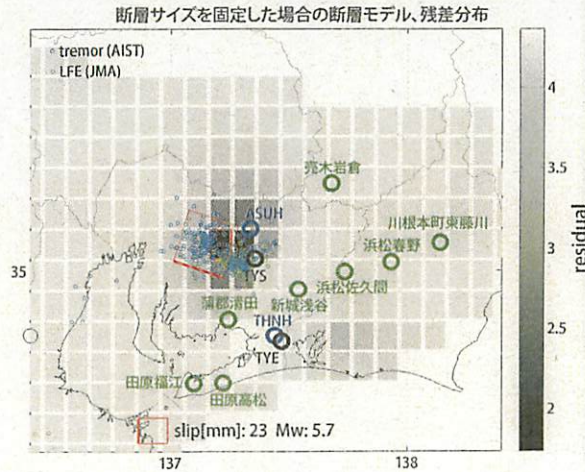 断層サイズを固定した場合の断層モデル、残差分布
tremor (AIST)
LFE (JMA)
売木岩倉
ASUH
川根本町東藤川
浜松春野
TYS
浜松佐久間
新城浅谷
蒲郡清田
THNH
TYE
田原福江
田原高松
slip[mm]: 23 Mw: 5.7
35
137
138
4
3.5
3
2.5
2
residual